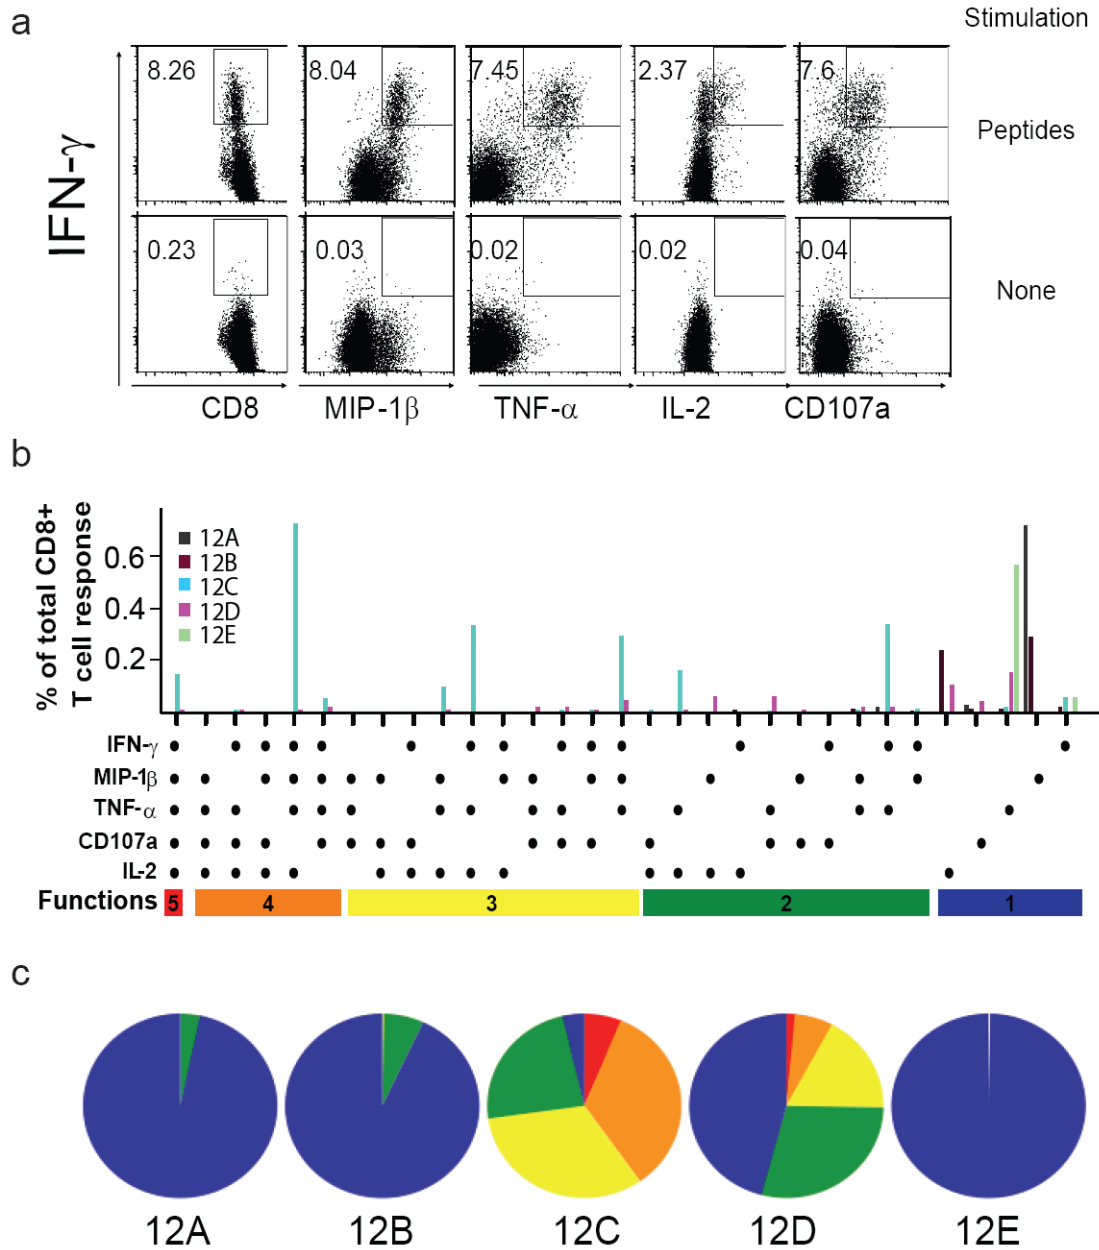 a
Stimulation
IFN-γ
8.26 8.04 7.45 2.37 7.6
Peptides
0.23 0.03 0.02 0.02 0.04
None
CD8 MIP-1β TNF-α IL-2 CD107a
b
% of total CD8+
T cell response
0.6
0.4
0.2
12A
12B
12C
12D
12E
IFN-γ
MIP-1β
TNF-α
CD107a
IL-2
Functions 5 4 3 2 1
c
12A 12B 12C 12D 12E